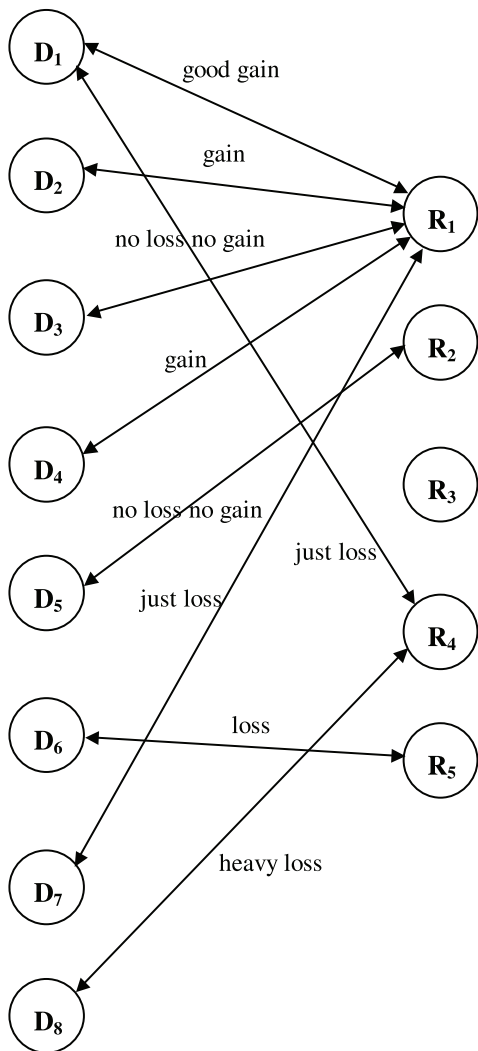 D₁
good gain
gain
D₂
R₁
no loss no gain
D₃
R₂
gain
D₄
R₃
no loss no gain
just loss
D₅
just loss
R₄
loss
D₆
R₅
heavy loss
D₇
D₈